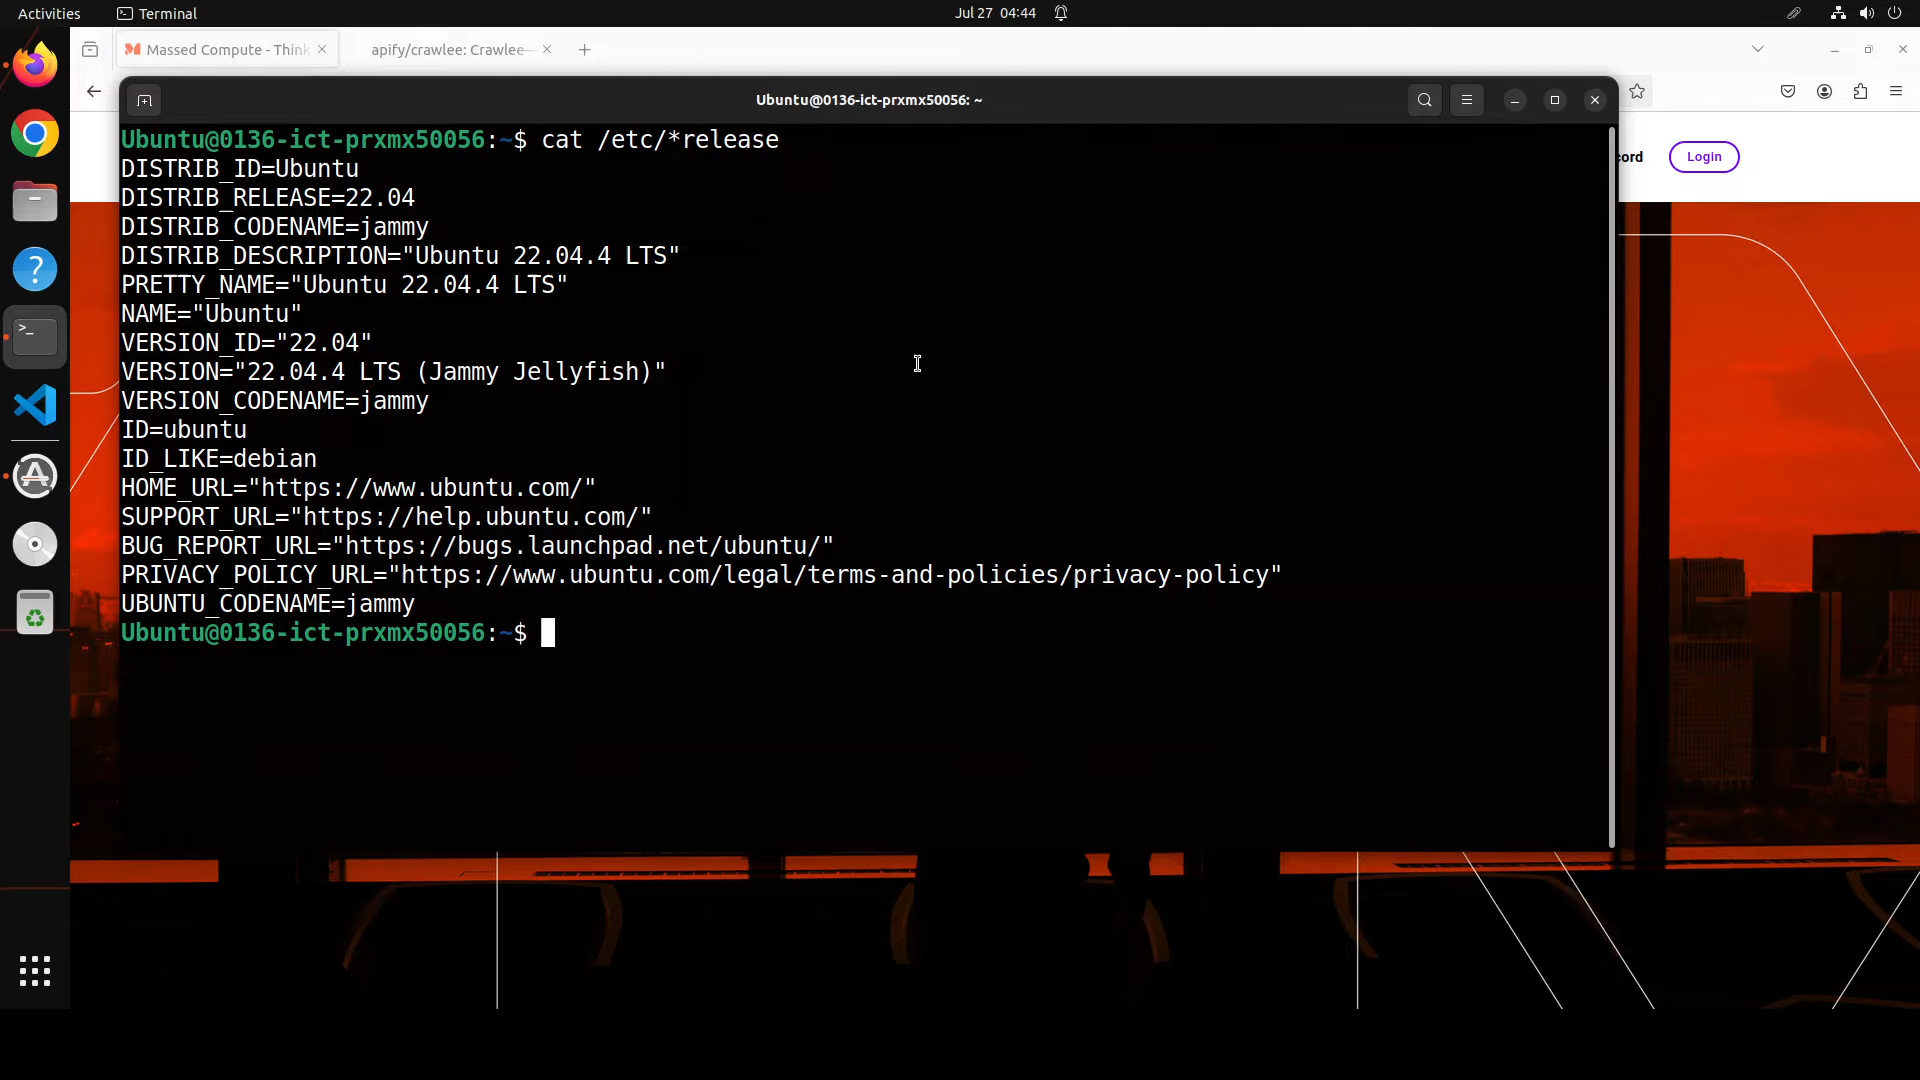 Activities
Terminal
Jul 27 04:44
Massed Compute - Think
apify/crawlee: Crawlee—
Ubuntu@0136-ict-prxmx50056: ~
cord
Login
Ubuntu@0136-ict-prxmx50056:~$ cat /etc/*release
DISTRIB_ID=Ubuntu
DISTRIB_RELEASE=22.04
DISTRIB_CODENAME=jammy
DISTRIB_DESCRIPTION="Ubuntu 22.04.4 LTS"
PRETTY_NAME="Ubuntu 22.04.4 LTS"
NAME="Ubuntu"
VERSION_ID="22.04"
VERSION="22.04.4 LTS (Jammy Jellyfish)"
VERSION_CODENAME=jammy
ID=ubuntu
ID_LIKE=debian
HOME_URL="https://www.ubuntu.com/"
SUPPORT_URL="https://help.ubuntu.com/"
BUG_REPORT_URL="https://bugs.launchpad.net/ubuntu/"
PRIVACY_POLICY_URL="https://www.ubuntu.com/legal/terms-and-policies/privacy-policy"
UBUNTU_CODENAME=jammy
Ubuntu@0136-ict-prxmx50056:~$